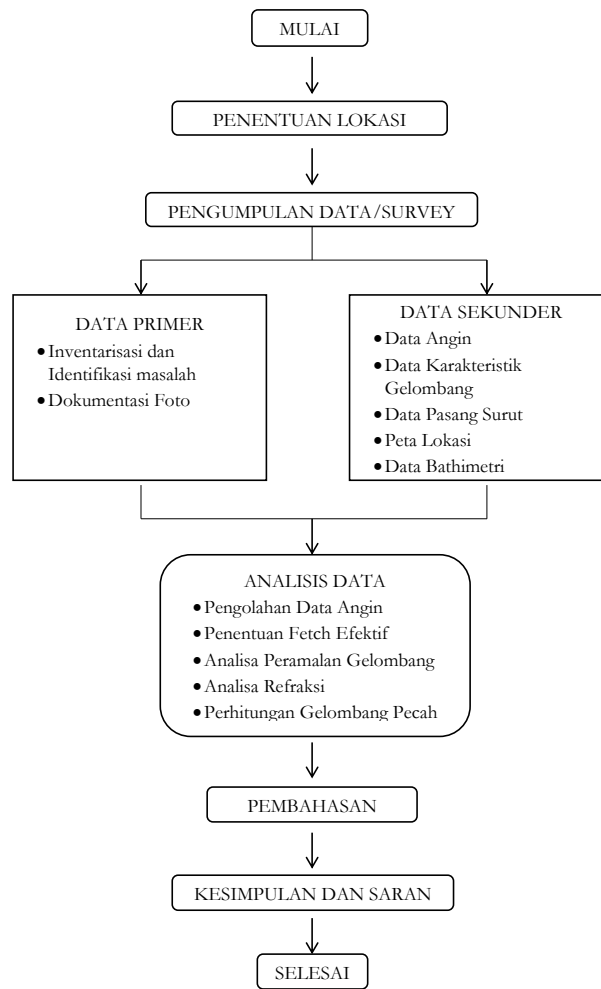 MULAI
PENENTUAN LOKASI
PENGUMPULAN DATA/SURVEY
DATA PRIMER
• Inventarisasi dan
Identifikasi masalah
• Dokumentasi Foto
DATA SEKUNDER
• Data Angin
• Data Karakteristik
Gelombang
• Data Pasang Surut
• Peta Lokasi
• Data Bathimetri
ANALISIS DATA
• Pengolahan Data Angin
• Penentuan Fetch Efektif
• Analisa Peramalan Gelombang
• Analisa Refraksi
• Perhitungan Gelombang Pecah
PEMBAHASAN
KESIMPULAN DAN SARAN
SELESAI